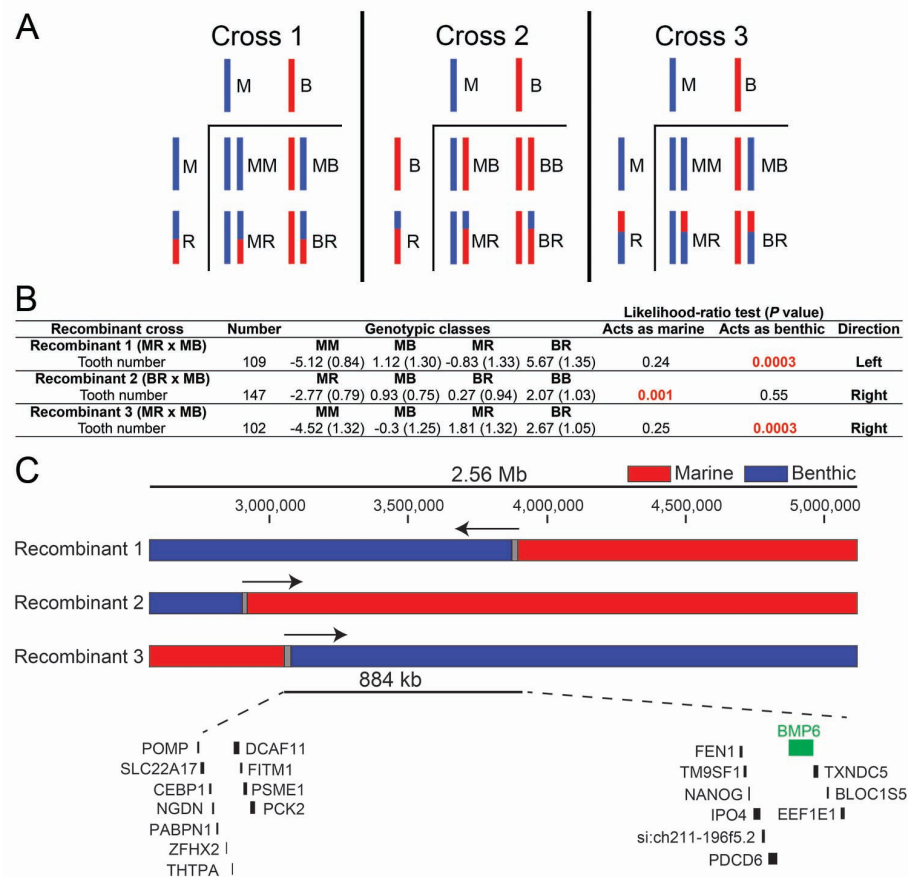 A
Cross 1 Cross 2 Cross 3
M B M B M B
M MM MB B MB BB M MM MB
R MR BR R MR BR R MR BR
B
Likelihood-ratio test (P value)
Recombinant cross Number Genotypic classes Acts as marine Acts as benthic Direction
Recombinant 1 (MR x MB) MM MB MR BR
Tooth number 109 -5.12 (0.84) 1.12 (1.30) -0.83 (1.33) 5.67 (1.35) 0.24 0.0003 Left
Recombinant 2 (BR x MB) MR MB BR BB
Tooth number 147 -2.77 (0.79) 0.93 (0.75) 0.27 (0.94) 2.07 (1.03) 0.001 0.55 Right
Recombinant 3 (MR x MB) MM MB MR BR
Tooth number 102 -4.52 (1.32) -0.3 (1.25) 1.81 (1.32) 2.67 (1.05) 0.25 0.0003 Right
C
2.56 Mb Marine Benthic
3,000,000 3,500,000 4,000,000 4,500,000 5,000,000
Recombinant 1
Recombinant 2
Recombinant 3
884 kb
BMP6
POMP DCAF11 FEN1
SLC22A17 FITM1 TM9SF1 TXNDC5
CEBP1 PSME1 NANOG BLOC1S5
NGDN PCK2 IPO4 EEF1E1
PABPN1 si:ch211-196f5.2
ZFHX2 PDCD6
THTPA